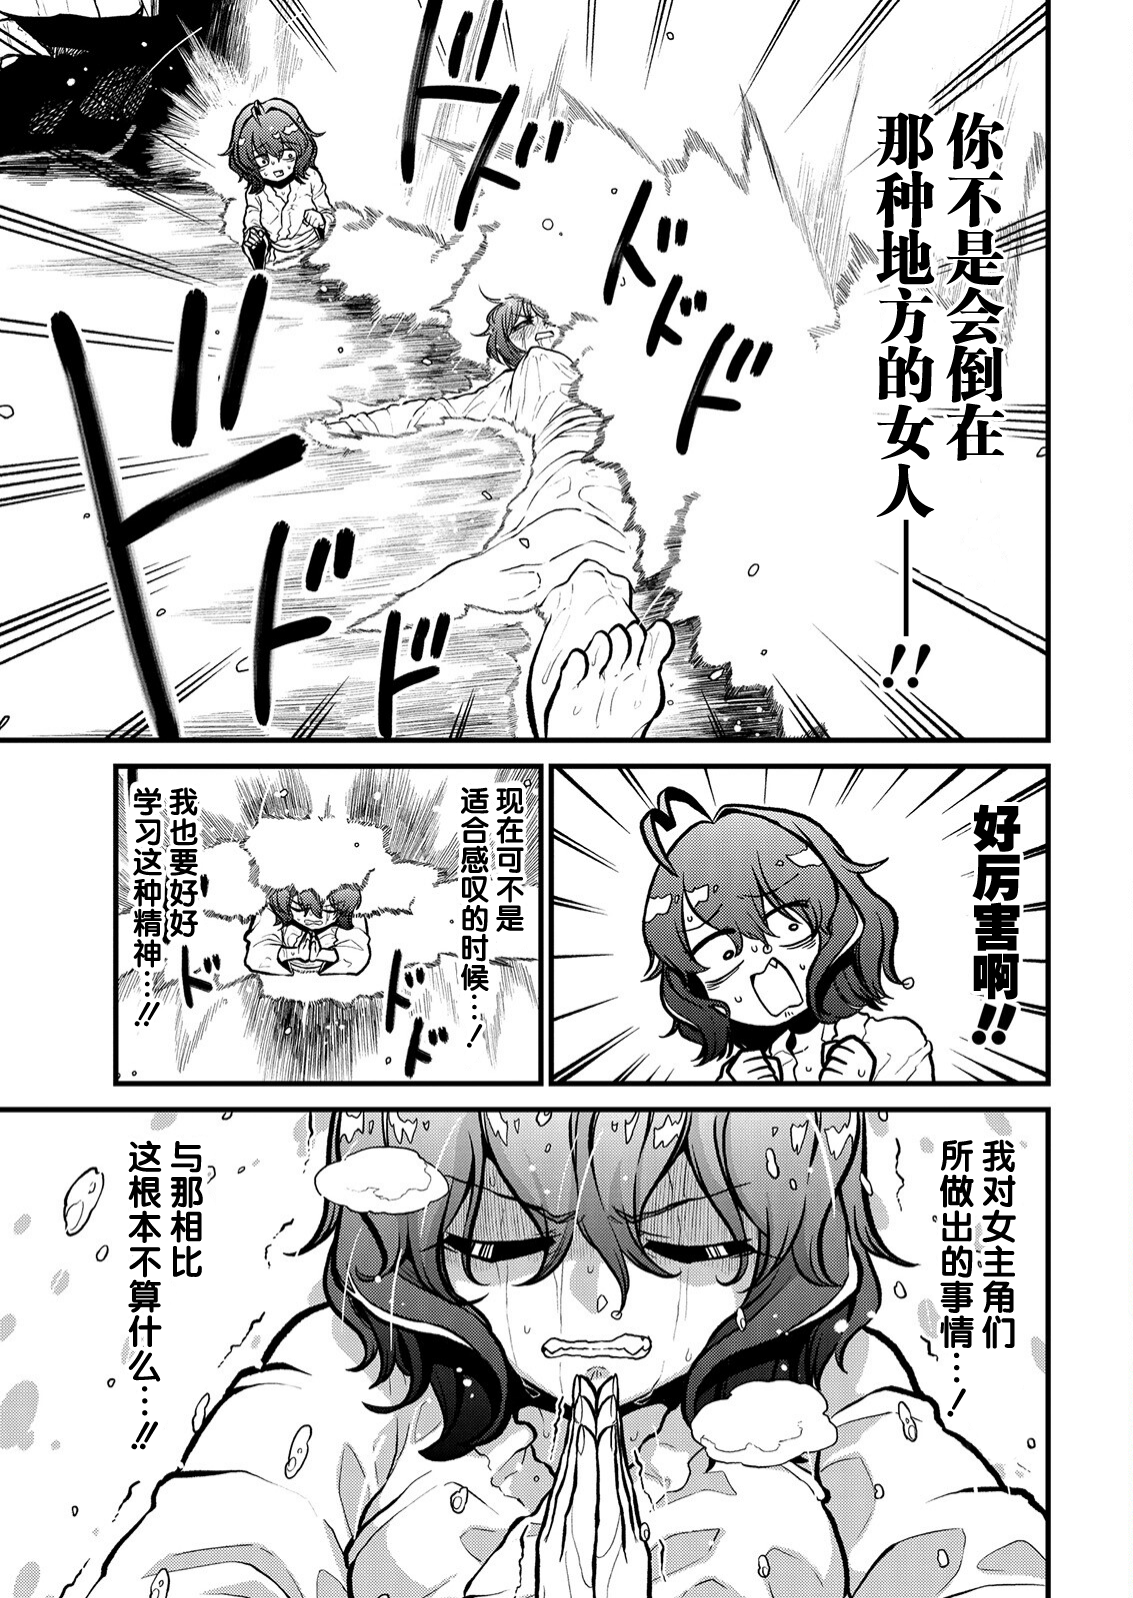 你不是会倒在
那种地方的女人——!!
ドドド
ドドド
ドドド
好厉害啊!!
现在可不是
适合感叹的时候…!
我也要好好
学习这种精神…!!
ドド
ドド
我对女主角们
所做出的事情…!
与那相比
这根本不算什么…!!